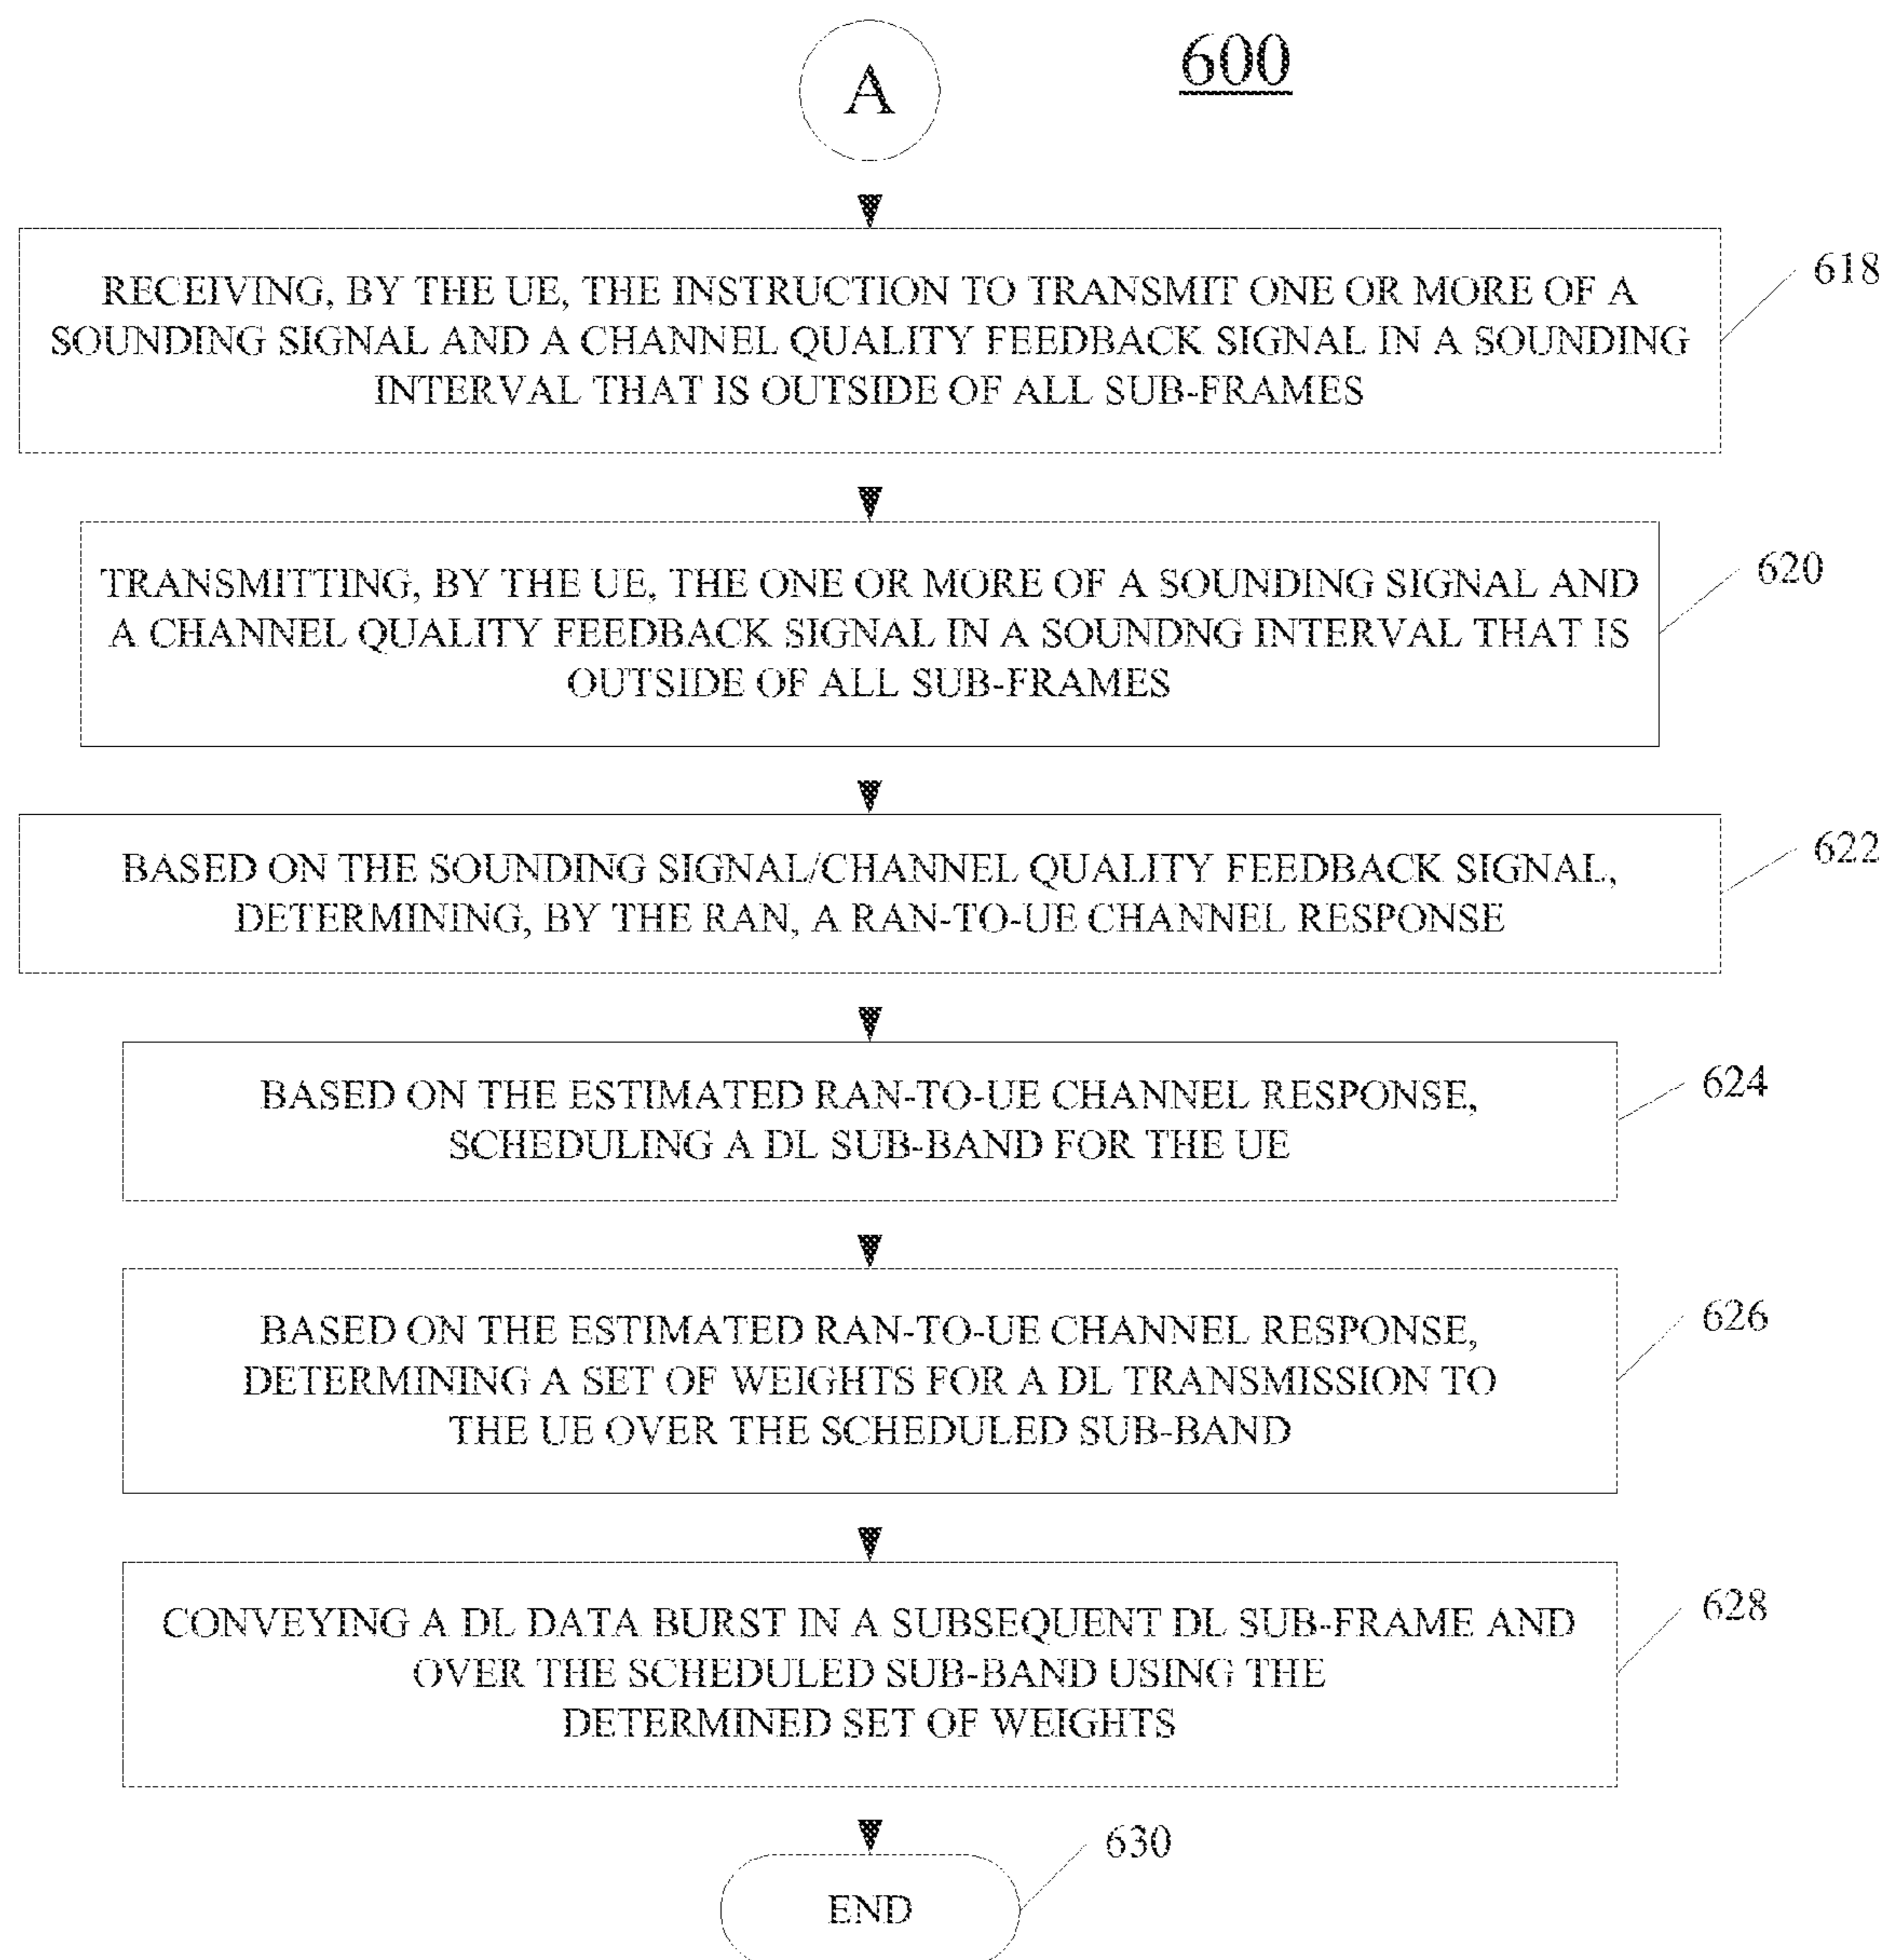 A
600
RECEIVING, BY THE UE, THE INSTRUCTION TO TRANSMIT ONE OR MORE OF A
SOUNDING SIGNAL AND A CHANNEL QUALITY FEEDBACK SIGNAL IN A SOUNDING
INTERVAL THAT IS OUTSIDE OF ALL SUB-FRAMES
618
TRANSMITTING, BY THE UE, THE ONE OR MORE OF A SOUNDING SIGNAL AND
A CHANNEL QUALITY FEEDBACK SIGNAL IN A SOUNDNG INTERVAL THAT IS
OUTSIDE OF ALL SUB-FRAMES
620
BASED ON THE SOUNDING SIGNAL/CHANNEL QUALITY FEEDBACK SIGNAL,
DETERMINING, BY THE RAN, A RAN-TO-UE CHANNEL RESPONSE
622
BASED ON THE ESTIMATED RAN-TO-UE CHANNEL RESPONSE,
SCHEDULING A DL SUB-BAND FOR THE UE
624
BASED ON THE ESTIMATED RAN-TO-UE CHANNEL RESPONSE,
DETERMINING A SET OF WEIGHTS FOR A DL TRANSMISSION TO
THE UE OVER THE SCHEDULED SUB-BAND
626
CONVEYING A DL DATA BURST IN A SUBSEQUENT DL SUB-FRAME AND
OVER THE SCHEDULED SUB-BAND USING THE
DETERMINED SET OF WEIGHTS
628
END
630